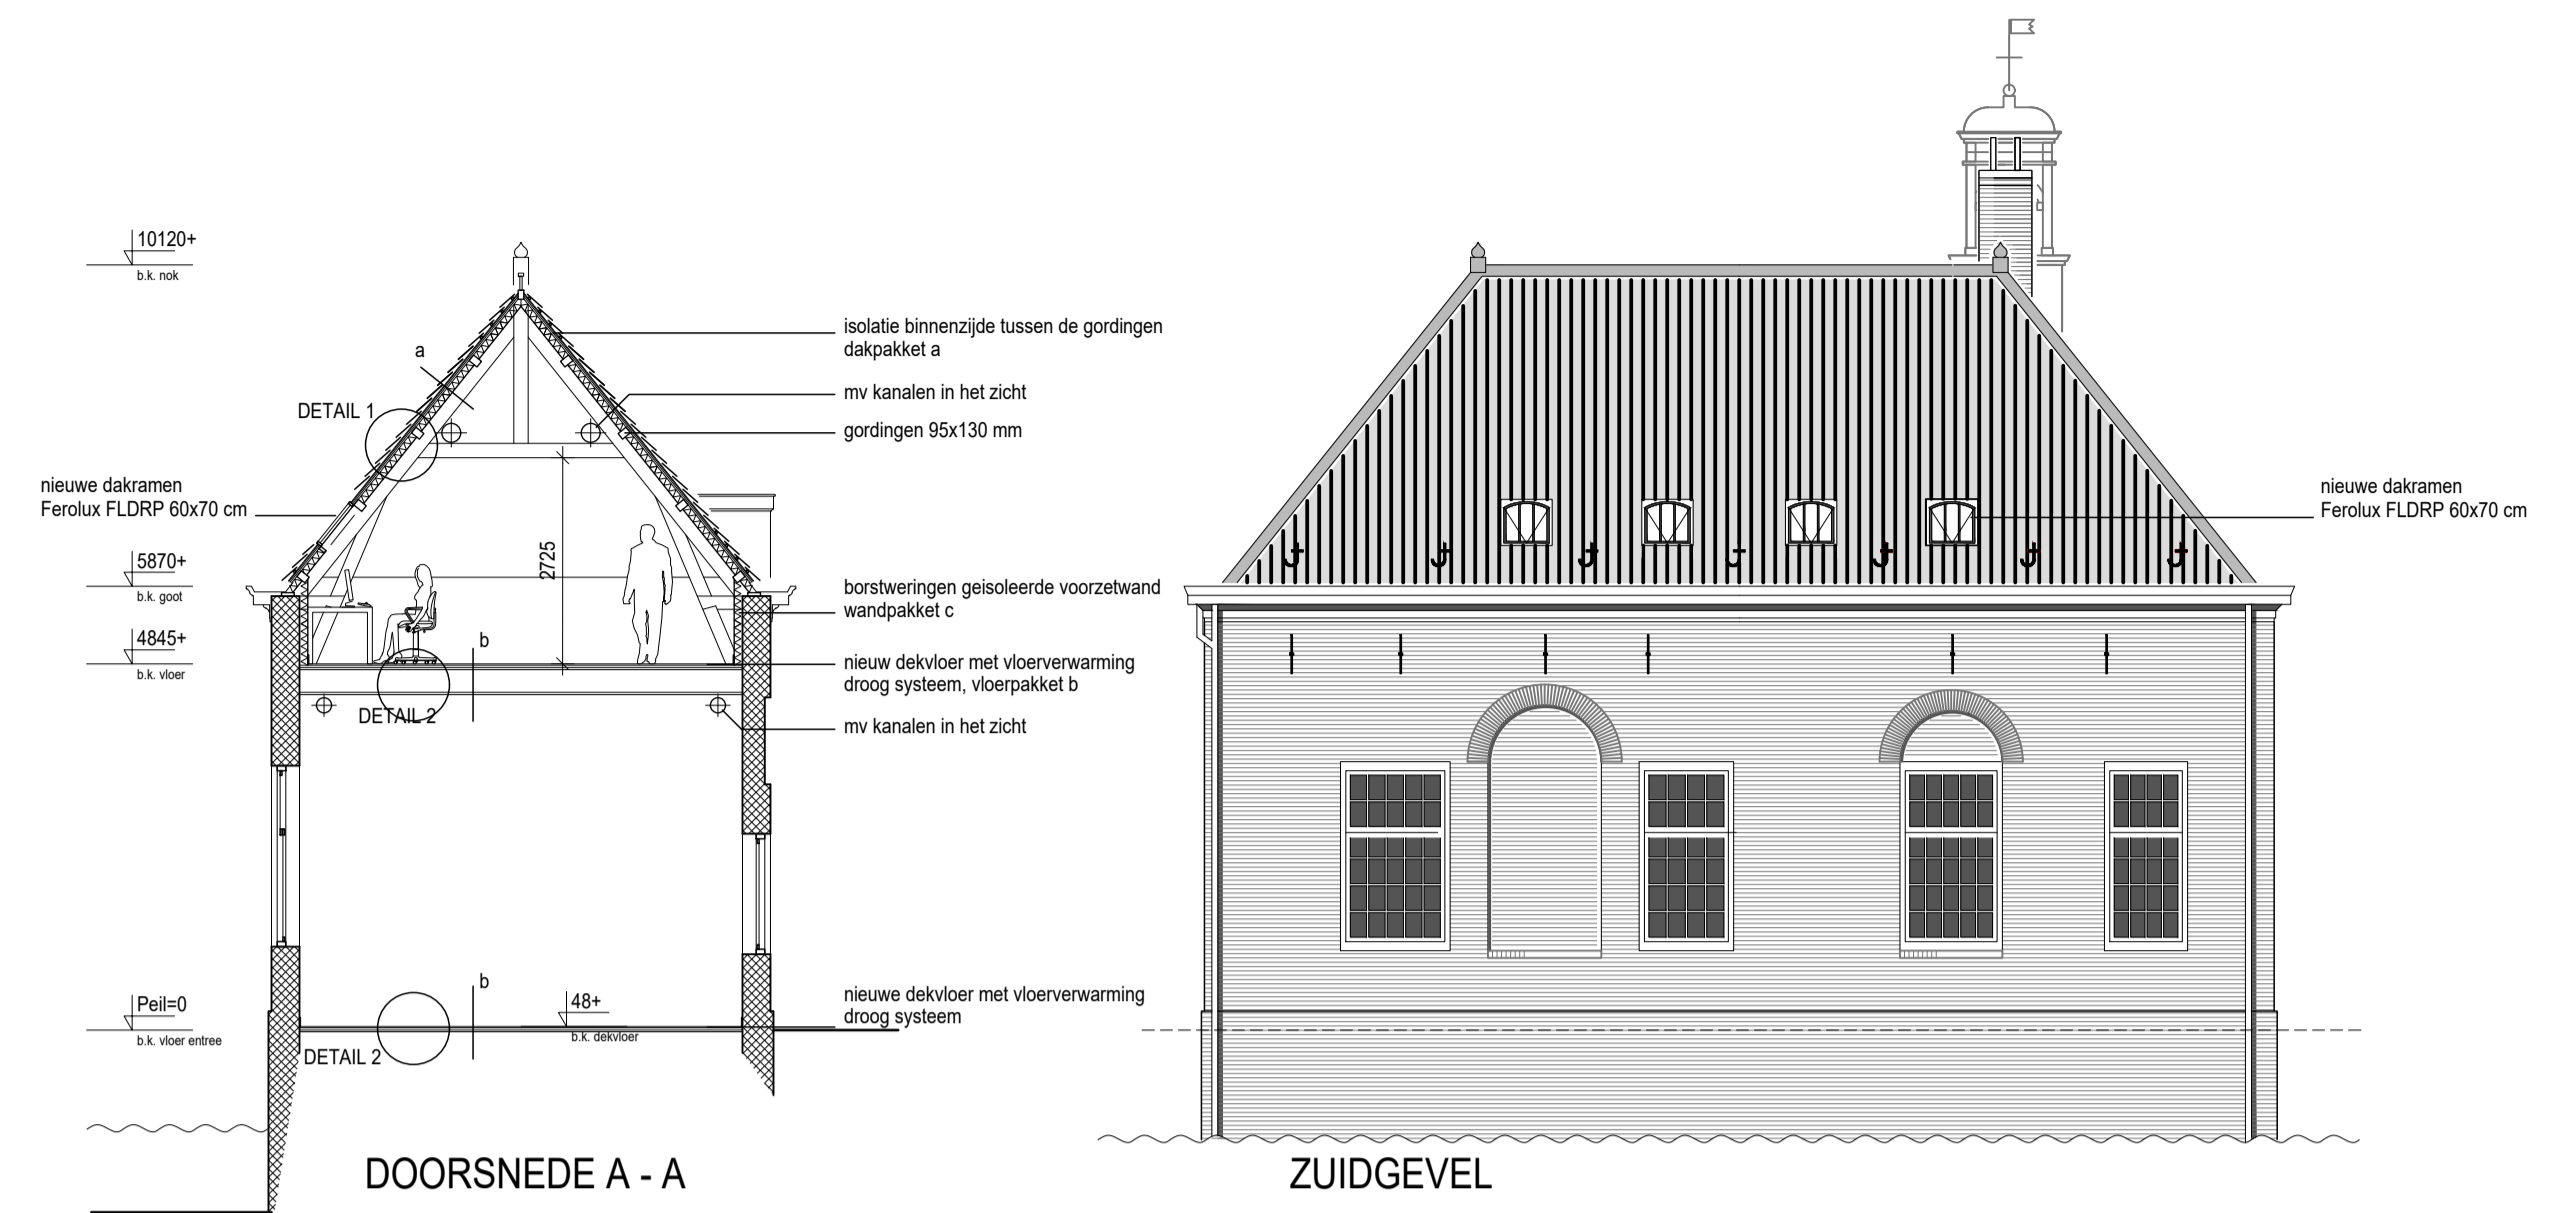 10120+
b.k. nok
a
DETAIL 1
nieuwe dakramen
Ferolux FLDRP 60x70 cm
5870+
b.k. goot
4845+
b.k. vloer
2725
b
DETAIL 2
isolatie binnenzijde tussen de gordingen
dakpakket a
mv kanalen in het zicht
gordingen 95x130 mm
borstweringen geisoleerde voorzetwand
wandpakket c
nieuw dekvloer met vloerverwarming
droog systeem, vloerpakket b
mv kanalen in het zicht
Peil=0
b.k. vloer entree
b
48+
b.k. dekvloer
DETAIL 2
nieuwe dekvloer met vloerverwarming
droog systeem
DOORSNEDE A - A
nieuwe dakramen
Ferolux FLDRP 60x70 cm
ZUIDGEVEL